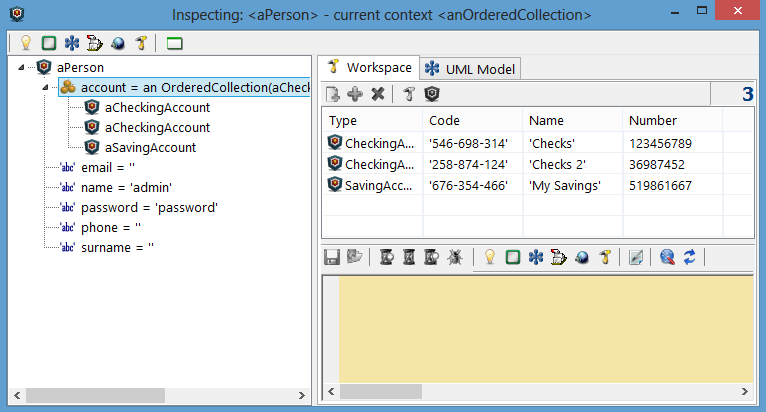 Inspecting: <aPerson> - current context <anOrderedCollection>
aPerson
account = an OrderedCollection(aChec
aCheckingAccount
aCheckingAccount
aSavingAccount
'abc' email = ''
'abc' name = 'admin'
'abc' password = 'password'
'abc' phone = ''
'abc' surname = ''
Workspace UML Model
3
Type Code Name Number
CheckingA... '546-698-314' 'Checks' 123456789
CheckingA... '258-874-124' 'Checks 2' 36987452
SavingAcc... '676-354-466' 'My Savings' 519861667